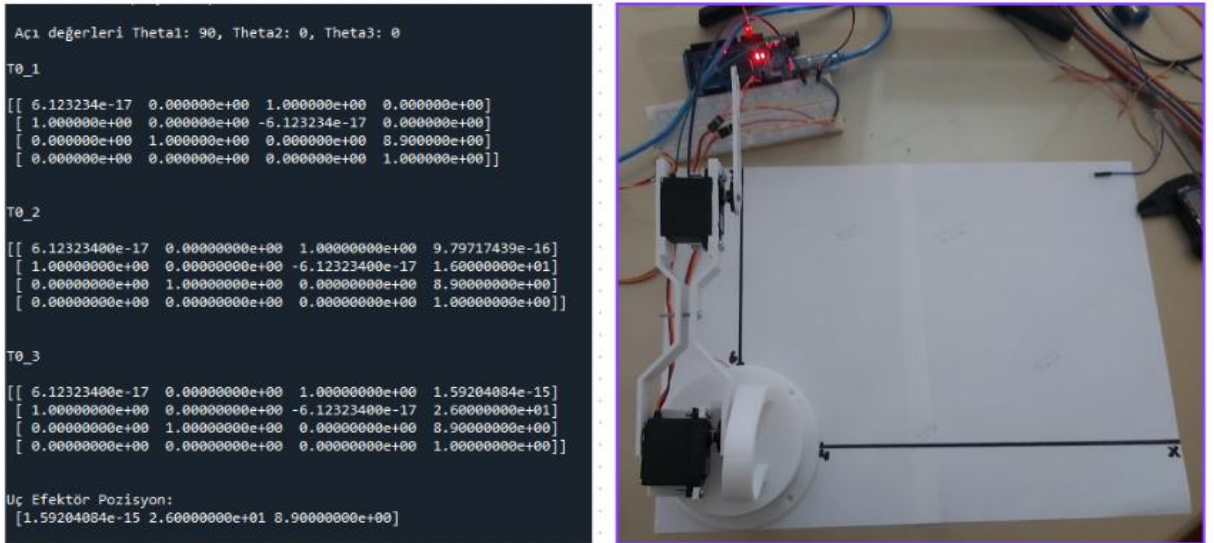 Açı değerleri Theta1: 90, Theta2: 0, Theta3: 0
T0_1
[[ 6.123234e-17 0.000000e+00 1.000000e+00 0.000000e+00]
[ 1.000000e+00 0.000000e+00 -6.123234e-17 0.000000e+00]
[ 0.000000e+00 1.000000e+00 0.000000e+00 8.900000e+00]
[ 0.000000e+00 0.000000e+00 0.000000e+00 1.000000e+00]]
T0_2
[[ 6.12323400e-17 0.00000000e+00 1.00000000e+00 9.79717439e-16]
[ 1.00000000e+00 0.00000000e+00 -6.12323400e-17 1.60000000e+01]
[ 0.00000000e+00 1.00000000e+00 0.00000000e+00 8.90000000e+00]
[ 0.00000000e+00 0.00000000e+00 0.00000000e+00 1.00000000e+00]]
T0_3
[[ 6.12323400e-17 0.00000000e+00 1.00000000e+00 1.59204084e-15]
[ 1.00000000e+00 0.00000000e+00 -6.12323400e-17 2.60000000e+01]
[ 0.00000000e+00 1.00000000e+00 0.00000000e+00 8.90000000e+00]
[ 0.00000000e+00 0.00000000e+00 0.00000000e+00 1.00000000e+00]]
Uç Efektör Pozisyon:
[1.59204084e-15 2.60000000e+01 8.90000000e+00]
x